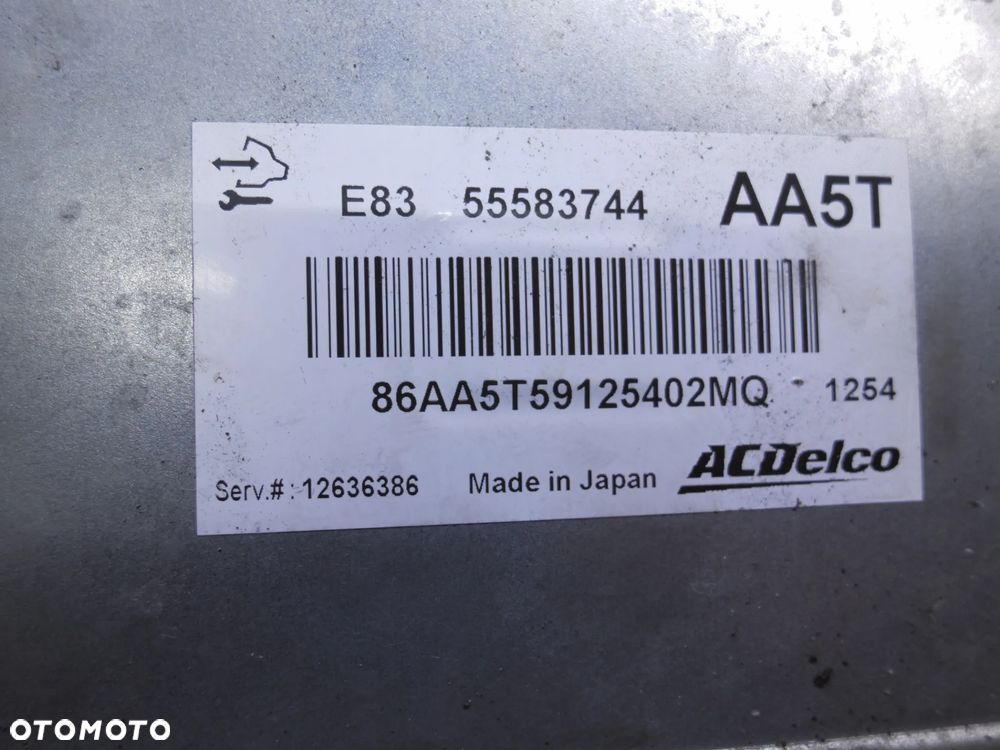 E83 55583744 AA5T
86AA5T59125402MQ 1254
Serv.#: 12636386 Made in Japan ACDelco
OTOMOTO